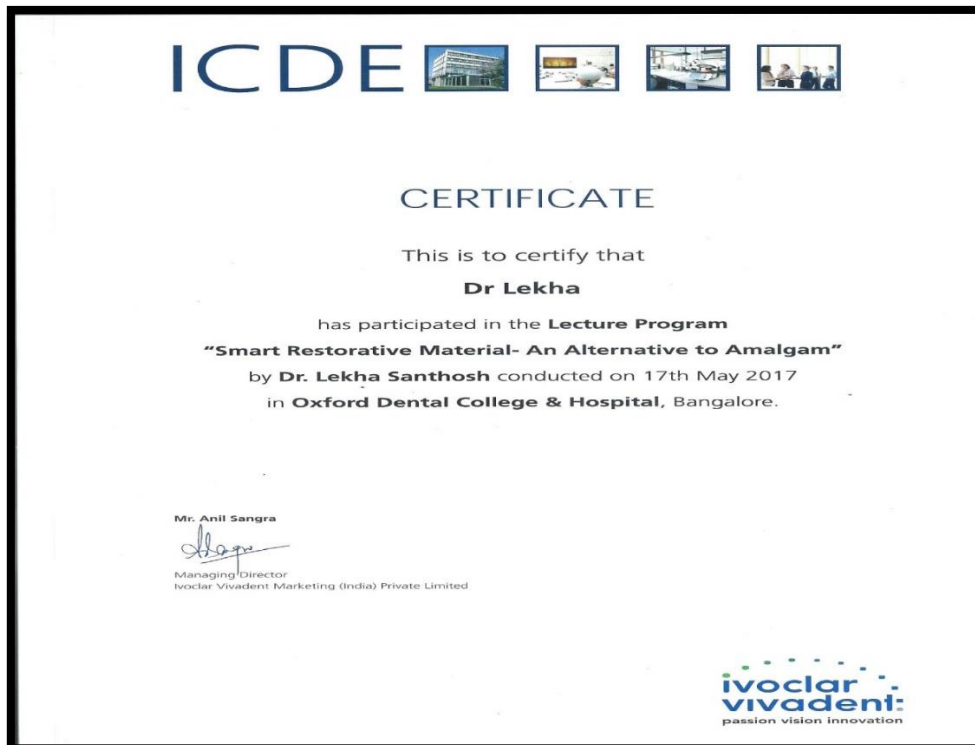 ICDE
CERTIFICATE
This is to certify that
Dr Lekha
has participated in the Lecture Program
"Smart Restorative Material- An Alternative to Amalgam"
by Dr. Lekha Santhosh conducted on 17th May 2017
in Oxford Dental College & Hospital, Bangalore.
Mr. Anil Sangra
Managing Director
Ivoclar Vivadent Marketing (India) Private Limited
ivoclar
vivadent:
passion vision innovation